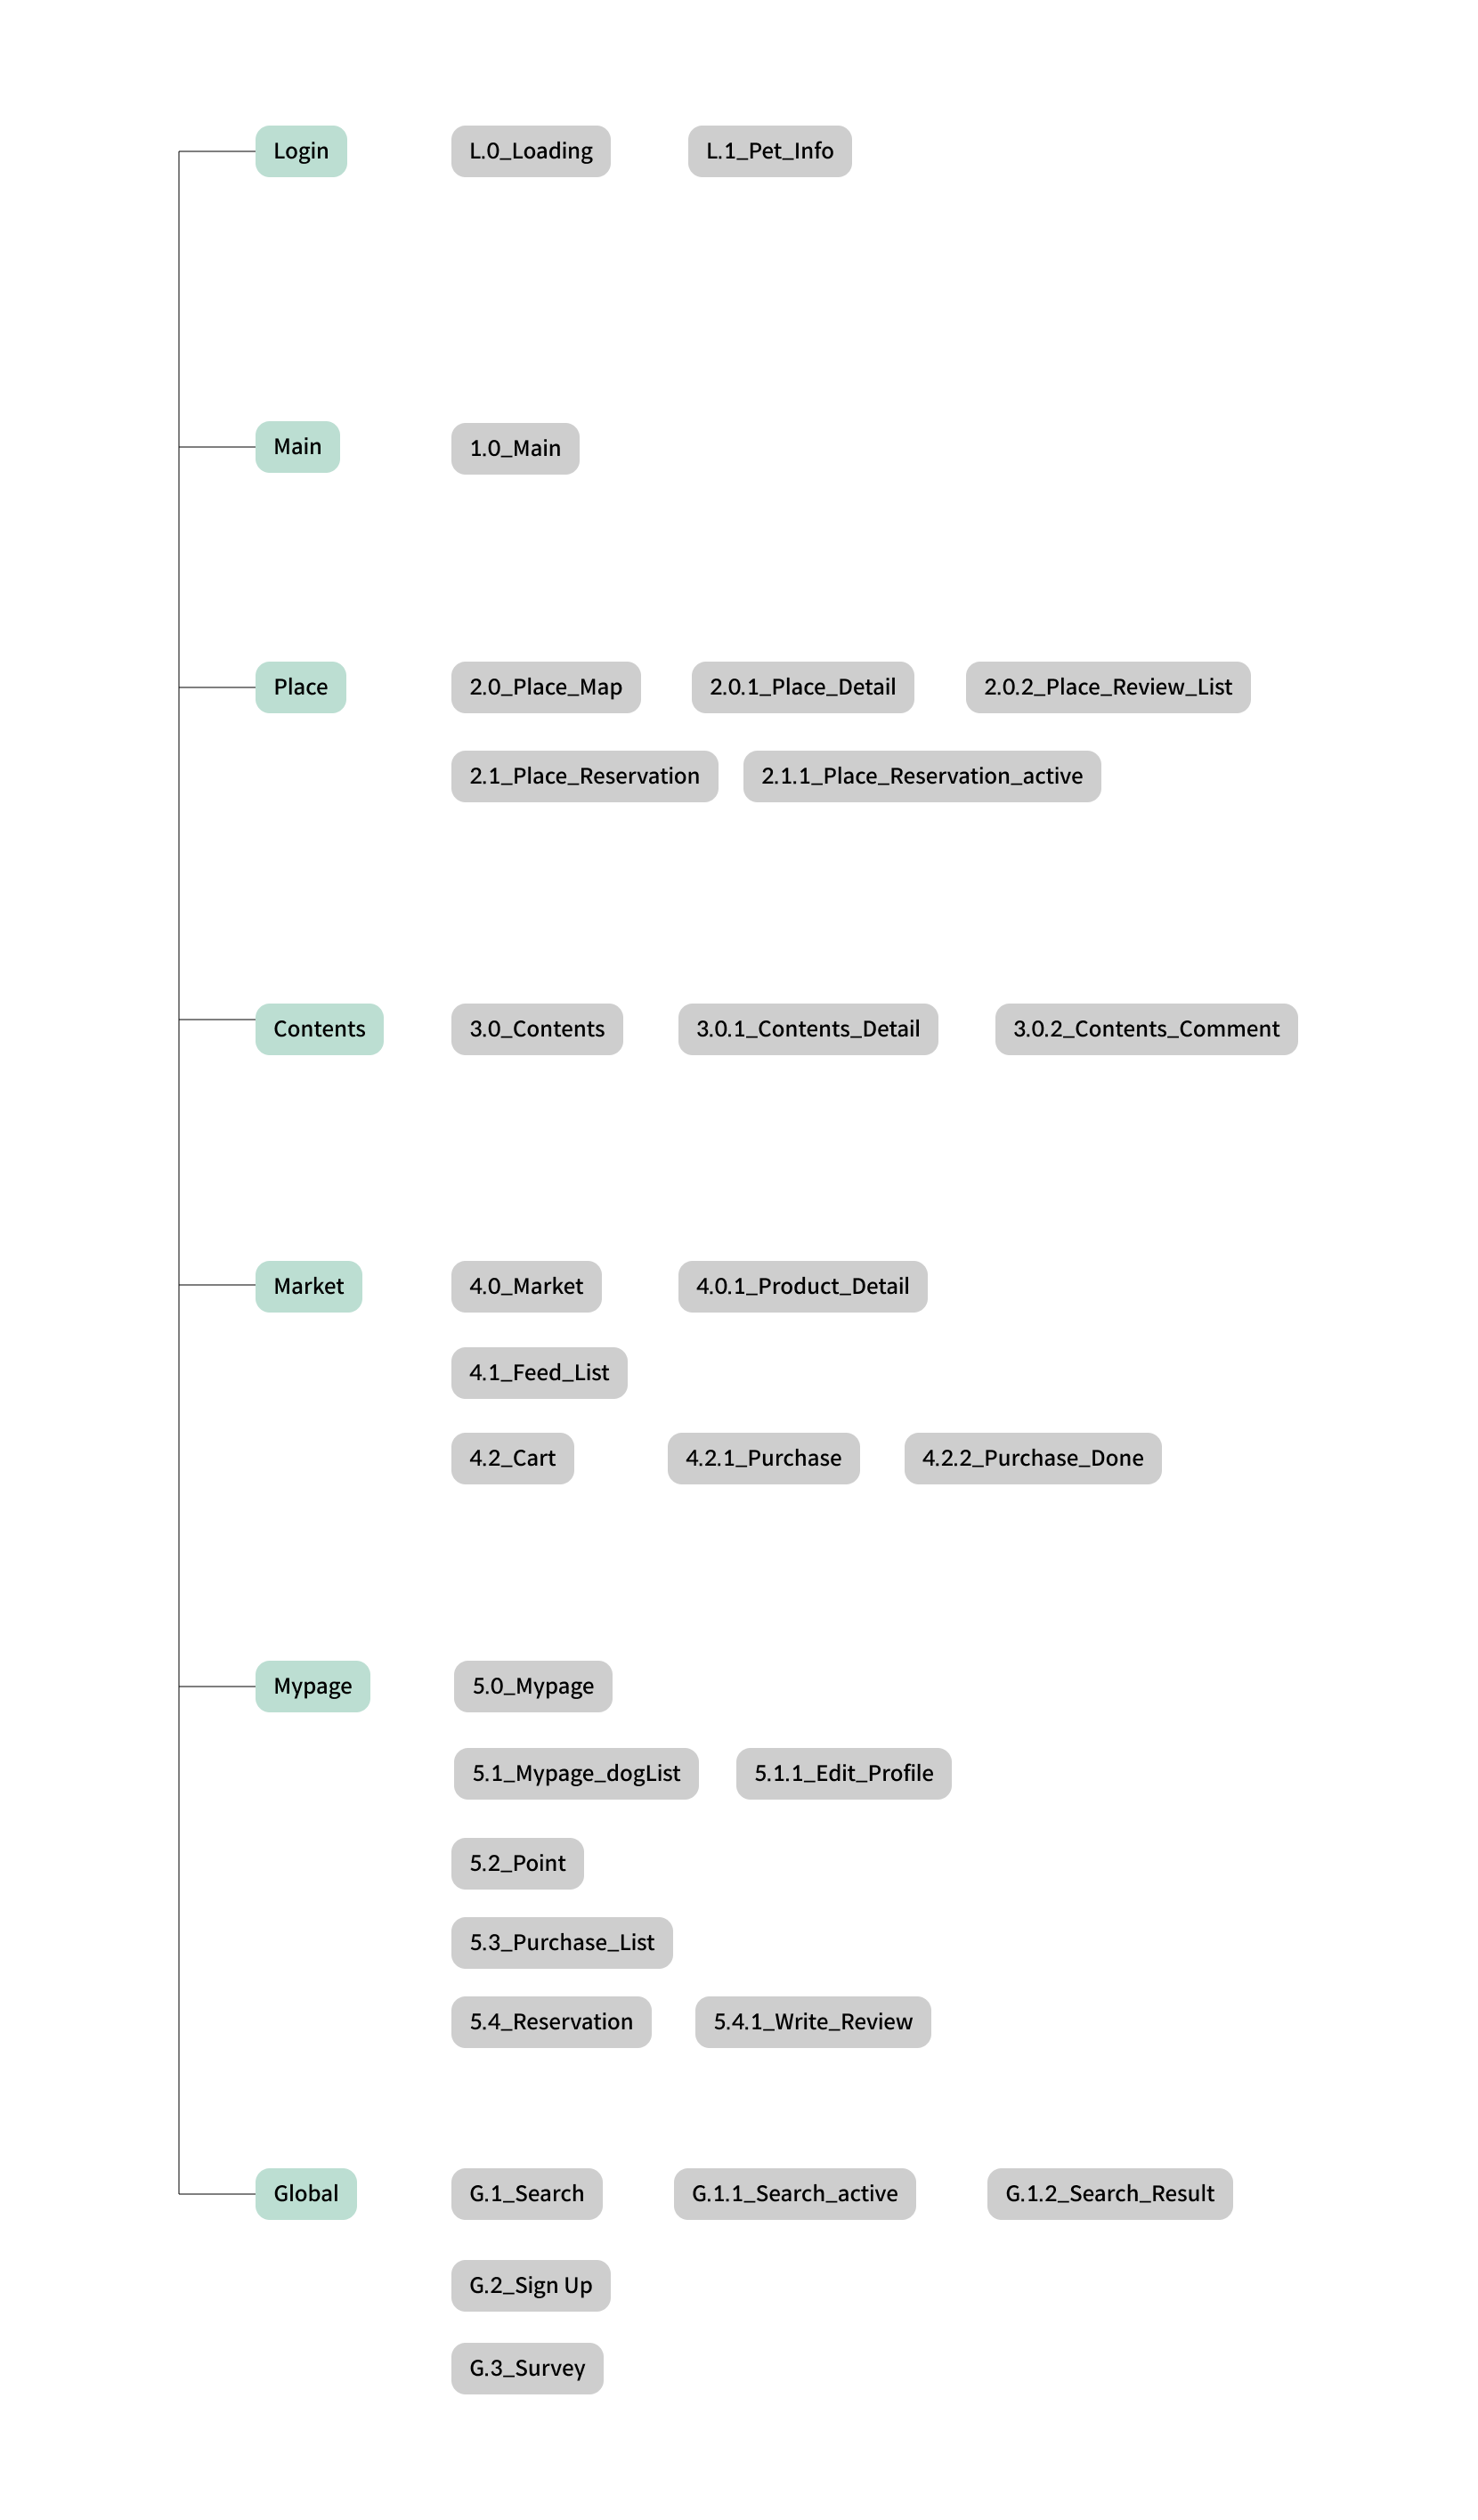 Login L.0_Loading L.1_Pet_Info
Main 1.0_Main
Place 2.0_Place_Map 2.0.1_Place_Detail 2.0.2_Place_Review_List
2.1_Place_Reservation 2.1.1_Place_Reservation_active
Contents 3.0_Contents 3.0.1_Contents_Detail 3.0.2_Contents_Comment
Market 4.0_Market 4.0.1_Product_Detail
4.1_Feed_List
4.2_Cart 4.2.1_Purchase 4.2.2_Purchase_Done
Mypage 5.0_Mypage
5.1_Mypage_dogList 5.1.1_Edit_Profile
5.2_Point
5.3_Purchase_List
5.4_Reservation 5.4.1_Write_Review
Global G.1_Search G.1.1_Search_active G.1.2_Search_Result
G.2_Sign Up
G.3_Survey